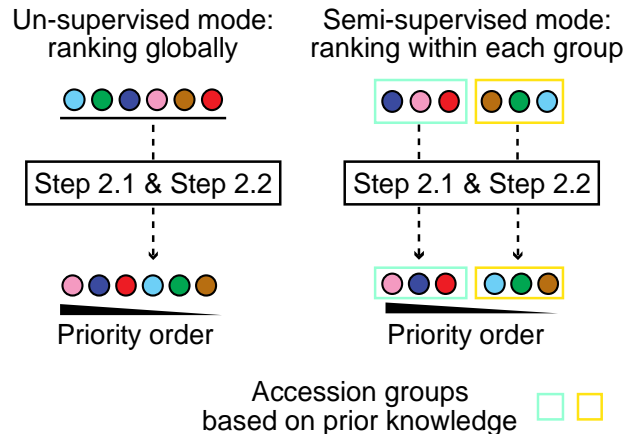 Un-supervised mode:
ranking globally
Step 2.1 & Step 2.2
Priority order
Semi-supervised mode:
ranking within each group
Step 2.1 & Step 2.2
Priority order
Accession groups
based on prior knowledge